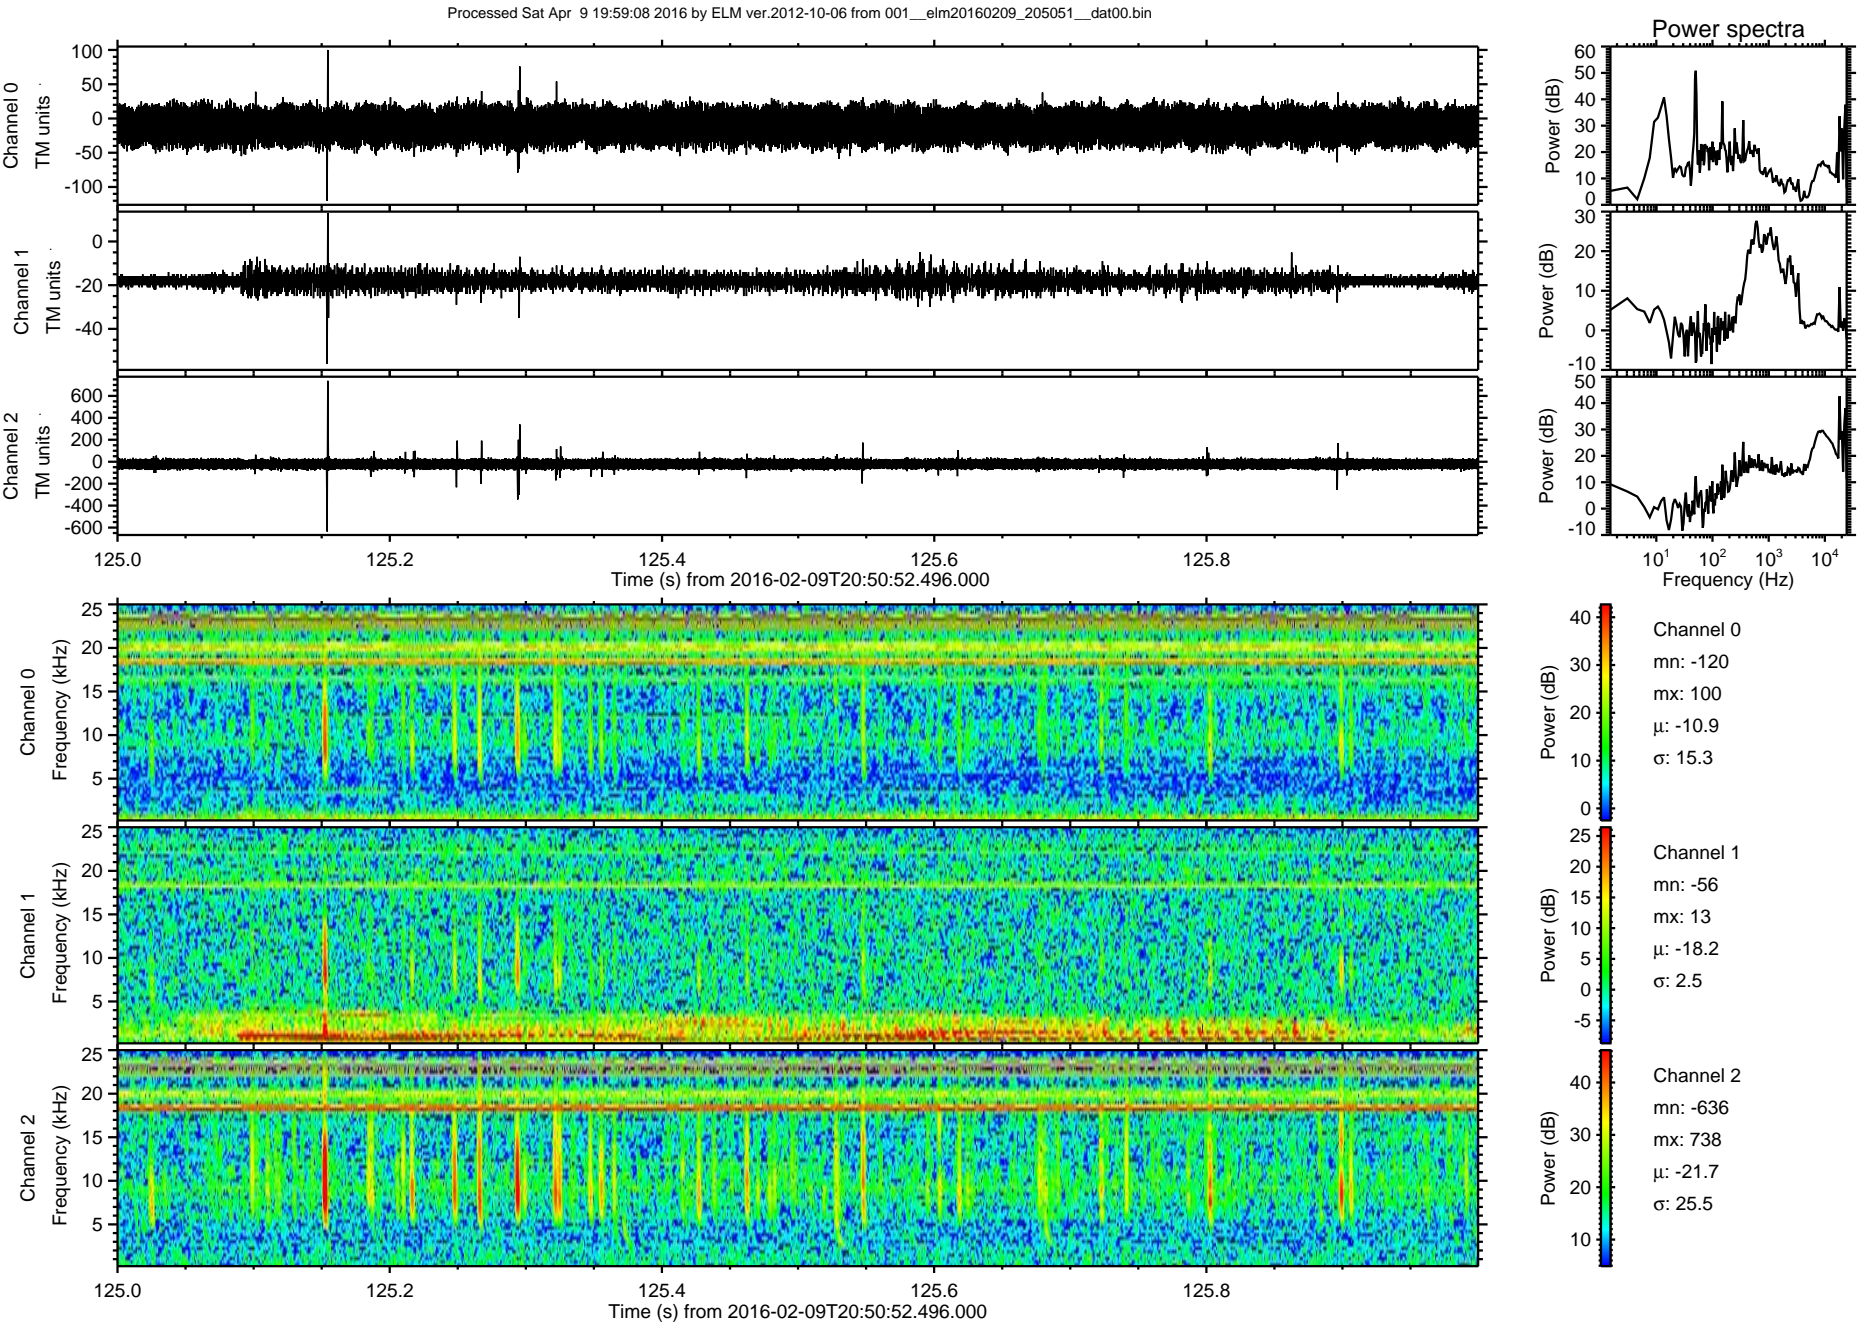 Processed Sat Apr  9 19:59:08 2016 by ELM ver.2012-10-06 from 001__elm20160209_205051__dat00.bin
Power spectra
Channel 0
TM units
100
50
0
-50
-100
Power (dB)
60
50
40
30
20
10
0
Channel 1
TM units
0
-20
-40
Power (dB)
30
20
10
0
-10
Channel 2
TM units
600
400
200
0
-200
-400
-600
Power (dB)
50
40
30
20
10
0
-10
125.0 125.2 125.4 125.6 125.8
Time (s) from 2016-02-09T20:50:52.496.000
10¹ 10² 10³ 10⁴
Frequency (Hz)
Channel 0
Frequency (kHz)
25
20
15
10
5
Power (dB)
40
30
20
10
0
Channel 0
mn: -120
mx: 100
μ: -10.9
σ: 15.3
Channel 1
Frequency (kHz)
25
20
15
10
5
Power (dB)
25
20
15
10
5
0
-5
Channel 1
mn: -56
mx: 13
μ: -18.2
σ: 2.5
Channel 2
Frequency (kHz)
25
20
15
10
5
Power (dB)
40
30
20
10
Channel 2
mn: -636
mx: 738
μ: -21.7
σ: 25.5
125.0 125.2 125.4 125.6 125.8
Time (s) from 2016-02-09T20:50:52.496.000